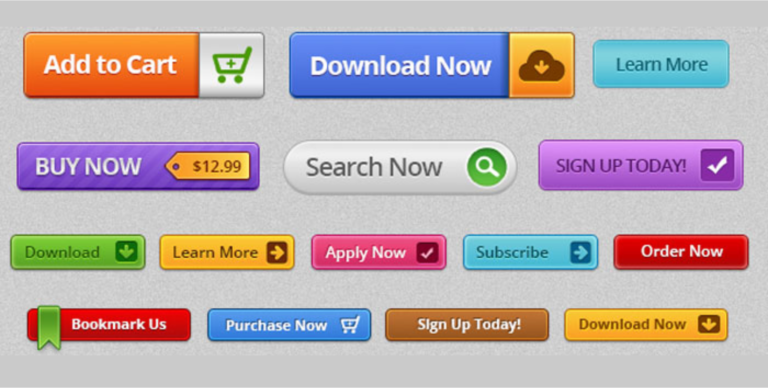 Add to Cart
Download Now
Learn More
BUY NOW $12.99
Search Now
SIGN UP TODAY!
Download
Learn More
Apply Now
Subscribe
Order Now
Bookmark Us
Purchase Now
Sign Up Today!
Download Now